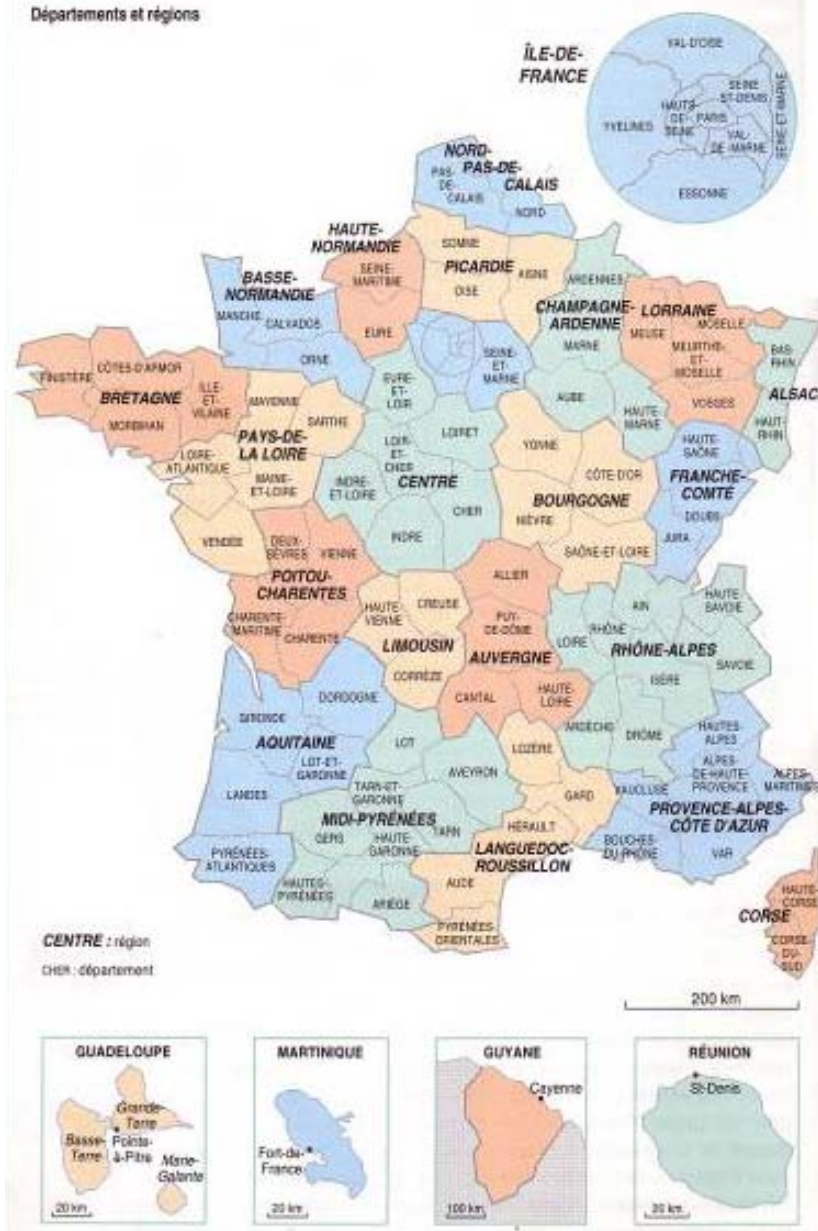 Départements et régions
ÎLE-DE-
FRANCE
VAL-D'OISE
YVELINES
HAUTS-
DE-
SEINE
PARIS
SEINE
ST-DENIS
VAL-
DE-MARNE
SEINE-ET-MARNE
ESSONNE
NORD-
PAS-DE-
CALAIS
PAS-
DE-
CALAIS
NORD
HAUTE-
NORMANDIE
SEINE-
MARITIME
EURE
PICARDIE
SOMME
OISE
AISNE
BASSE-
NORMANDIE
MANCHE
CALVADOS
ORNE
CHAMPAGNE-
ARDENNE
ARDENNES
MARNE
AUBE
HAUTE-
MARNE
LORRAINE
MEUSE
MOSELLE
MEURTHE-
ET-
MOSELLE
VOSGES
BAS-
RHIN
ALSAC
HAUT-
RHIN
SEINE-
ET-
MARNE
BRETAGNE
FINISTÈRE
CÔTES-D'ARMOR
ILLE-
ET-
VILAINE
MORBIHAN
PAYS-DE-
LA LOIRE
MAYENNE
SARTHE
LOIRE-
ATLANTIQUE
MAINE-
ET-LOIRE
VENDÉE
CENTRE
EURE-
ET-
LOIR
LOIRET
LOIR-
ET-
CHER
INDRE-
ET-LOIRE
CHER
INDRE
BOURGOGNE
YONNE
CÔTE-D'OR
NIÈVRE
SAÔNE-ET-LOIRE
FRANCHE-
COMTÉ
HAUTE-
SAÔNE
DOUBS
JURA
POITOU-
CHARENTES
DEUX-
SÈVRES
VIENNE
CHARENTE-
MARITIME
CHARENTE
LIMOUSIN
HAUTE-
VIENNE
CREUSE
CORRÈZE
AUVERGNE
ALLIER
PUY-
DE-DÔME
CANTAL
HAUTE-
LOIRE
RHÔNE-ALPES
LOIRE
RHÔNE
AIN
HAUTE
SAVOIE
SAVOIE
ISÈRE
ARDÈCHE
DRÔME
AQUITAINE
DORDOGNE
GIRONDE
LOT-ET-
GARONNE
LANDES
PYRÉNÉES-
ATLANTIQUES
MIDI-PYRÉNÉES
LOT
AVEYRON
TARN-ET-
GARONNE
TARN
GERS
HAUTE-
GARONNE
HAUTES-
PYRÉNÉES
ARIÈGE
LANGUEDOC-
ROUSSILLON
LOZÈRE
GARD
HÉRAULT
AUDE
PYRÉNÉES-
ORIENTALES
PROVENCE-ALPES-
CÔTE D'AZUR
HAUTES-
ALPES
ALPES-
DE-HAUTE-
PROVENCE
ALPES-
MARITIMES
VAUCLUSE
BOUCHES-
DU-RHÔNE
VAR
CORSE
HAUTE-
CORSE
CORSE-
DU-
SUD
CENTRE : région
CHER : département
200 km
GUADELOUPE
Grande-
Terre
Basse-
Terre
Pointe-
à-Pitre
Marie-
Galante
20 km
MARTINIQUE
Fort-de-
France
20 km
GUYANE
Cayenne
100 km
RÉUNION
St-Denis
20 km